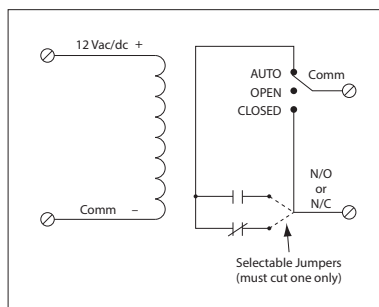 12 Vac/dc +
AUTO
Comm
OPEN
CLOSED
N/O
or
N/C
Comm –
Selectable Jumpers
(must cut one only)